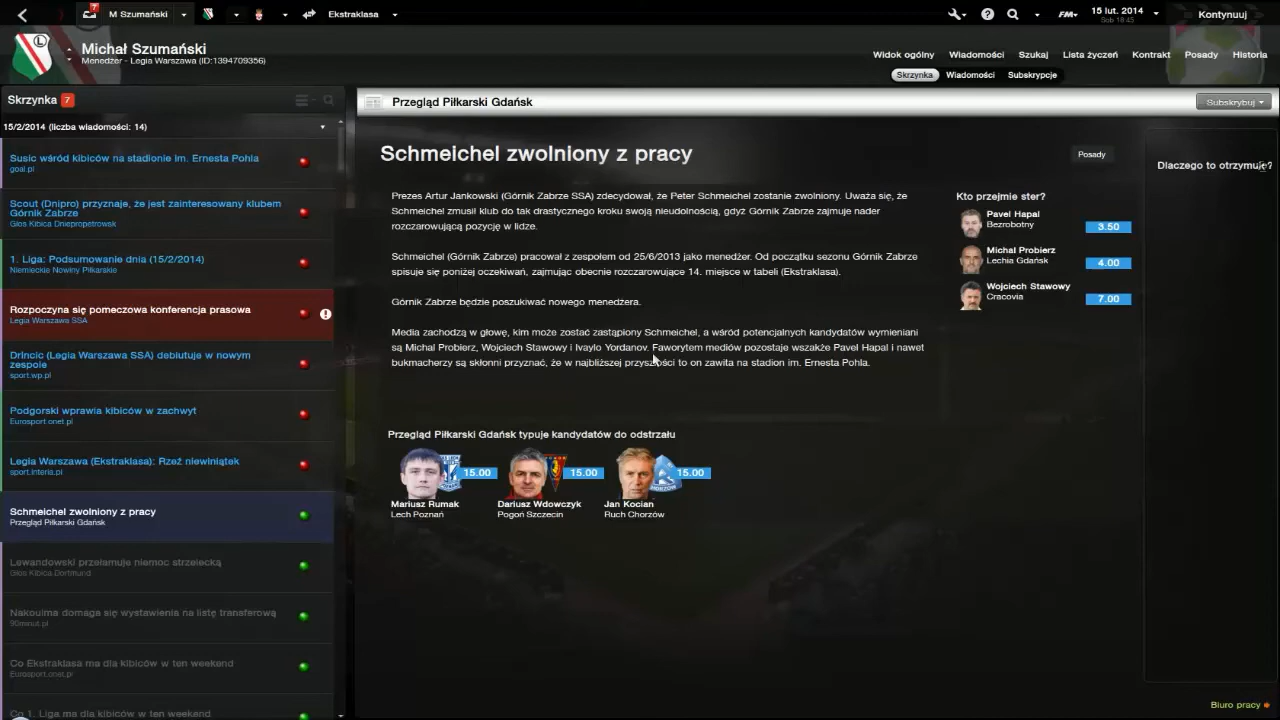 7
M Szumański
Ekstraklasa
FM
15 lut. 2014
Sob 18:45
Kontynuuj
Michał Szumański
Menedżer - Legia Warszawa (ID:1394709356)
Widok ogólny
Wiadomości
Szukaj
Lista życzeń
Kontrakt
Posady
Historia
Skrzynka
Wiadomości
Subskrypcje
Skrzynka 7
15/2/2014 (liczba wiadomości: 14)
Susic wśród kibiców na stadionie im. Ernesta Pohla
goal.pl
Scout (Dnipro) przyznaje, że jest zainteresowany klubem
Górnik Zabrze
Głos Kibica Dniepropetrowsk
1. Liga: Podsumowanie dnia (15/2/2014)
Niemieckie Nowiny Piłkarskie
Rozpoczyna się pomeczowa konferencja prasowa
Legia Warszawa SSA
Drincic (Legia Warszawa SSA) debiutuje w nowym
zespole
sport.wp.pl
Podgorski wprawia kibiców w zachwyt
Eurosport onet.pl
Legia Warszawa (Ekstraklasa): Rzeź niewiniątek
sport.interia.pl
Schmeichel zwolniony z pracy
Przegląd Piłkarski Gdańsk
Lewandowski przełamuje niemoc strzelecką
Głos Kibica Dortmund
Nakoulma domaga się wystawienia na listę transferową
90minut.pl
Co Ekstraklasa ma dla kibiców w ten weekend
Eurosport.onet.pl
Co 1. Liga ma dla kibiców w ten weekend
Przegląd Piłkarski Gdańsk
Subskrybuj
Schmeichel zwolniony z pracy
Posady
Prezes Artur Jankowski (Górnik Zabrze SSA) zdecydował, że Peter Schmeichel zostanie zwolniony. Uważa się, że
Schmeichel zmusił klub do tak drastycznego kroku swoją nieudolnością, gdyż Górnik Zabrze zajmuje nader
rozczarowującą pozycję w lidze.
Schmeichel (Górnik Zabrze) pracował z zespołem od 25/6/2013 jako menedżer. Od początku sezonu Górnik Zabrze
spisuje się poniżej oczekiwań, zajmując obecnie rozczarowujące 14. miejsce w tabeli (Ekstraklasa).
Górnik Zabrze będzie poszukiwać nowego menedżera.
Media zachodzą w głowę, kim może zostać zastąpiony Schmeichel, a wśród potencjalnych kandydatów wymieniani
są Michał Probierz, Wojciech Stawowy i Ivaylo Yordanov. Faworytem mediów pozostaje wszakże Pavel Hapal i nawet
bukmacherzy są skłonni przyznać, że w najbliższej przyszłości to on zawita na stadion im. Ernesta Pohla.
Kto przejmie ster?
Pavel Hapal
Bezrobotny
3.50
Michał Probierz
Lechia Gdańsk
4.00
Wojciech Stawowy
Cracovia
7.00
Przegląd Piłkarski Gdańsk typuje kandydatów do odstrzału
15.00
15.00
15.00
Mariusz Rumak
Lech Poznań
Dariusz Wdowczyk
Pogoń Szczecin
Jan Kocian
Ruch Chorzów
Dlaczego to otrzymuję?
Biuro pracy